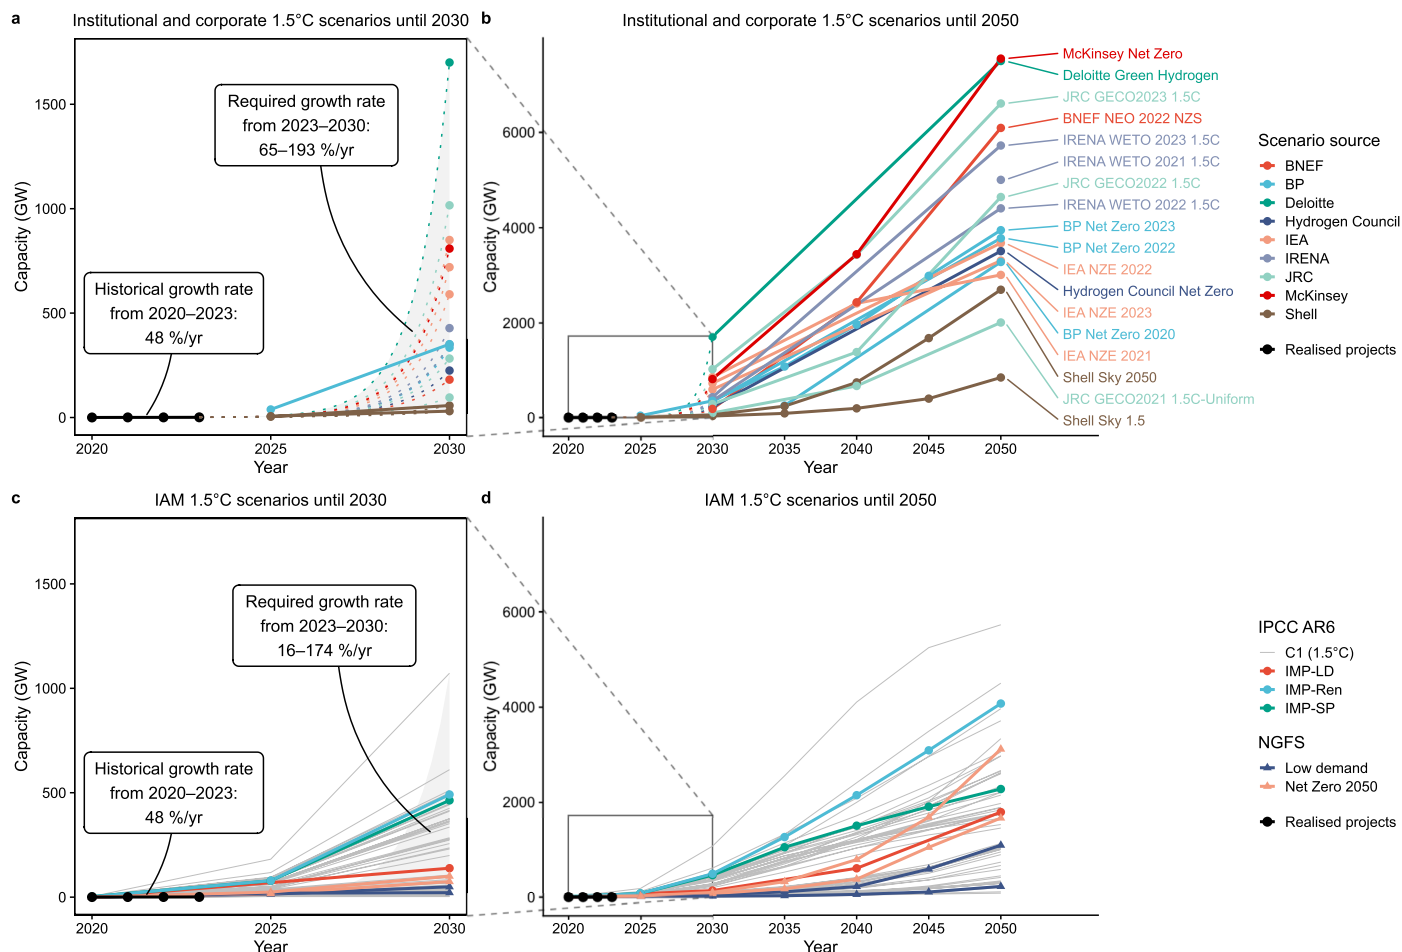 a
Institutional and corporate 1.5°C scenarios until 2030
Capacity (GW)
1500
1000
500
0
Required growth rate
from 2023–2030:
65–193 %/yr
Historical growth rate
from 2020–2023:
48 %/yr
2020
2025
2030
Year
b
Institutional and corporate 1.5°C scenarios until 2050
Capacity (GW)
6000
4000
2000
0
2020
2025
2030
2035
2040
2045
2050
Year
McKinsey Net Zero
Deloitte Green Hydrogen
JRC GECO2023 1.5C
BNEF NEO 2022 NZS
IRENA WETO 2023 1.5C
IRENA WETO 2021 1.5C
JRC GECO2022 1.5C
IRENA WETO 2022 1.5C
BP Net Zero 2023
BP Net Zero 2022
IEA NZE 2022
Hydrogen Council Net Zero
IEA NZE 2023
BP Net Zero 2020
IEA NZE 2021
Shell Sky 2050
JRC GECO2021 1.5C-Uniform
Shell Sky 1.5
Scenario source
BNEF
BP
Deloitte
Hydrogen Council
IEA
IRENA
JRC
McKinsey
Shell
Realised projects
c
IAM 1.5°C scenarios until 2030
Capacity (GW)
1500
1000
500
0
Required growth rate
from 2023–2030:
16–174 %/yr
Historical growth rate
from 2020–2023:
48 %/yr
2020
2025
2030
Year
d
IAM 1.5°C scenarios until 2050
Capacity (GW)
6000
4000
2000
0
2020
2025
2030
2035
2040
2045
2050
Year
IPCC AR6
C1 (1.5°C)
IMP-LD
IMP-Ren
IMP-SP
NGFS
Low demand
Net Zero 2050
Realised projects